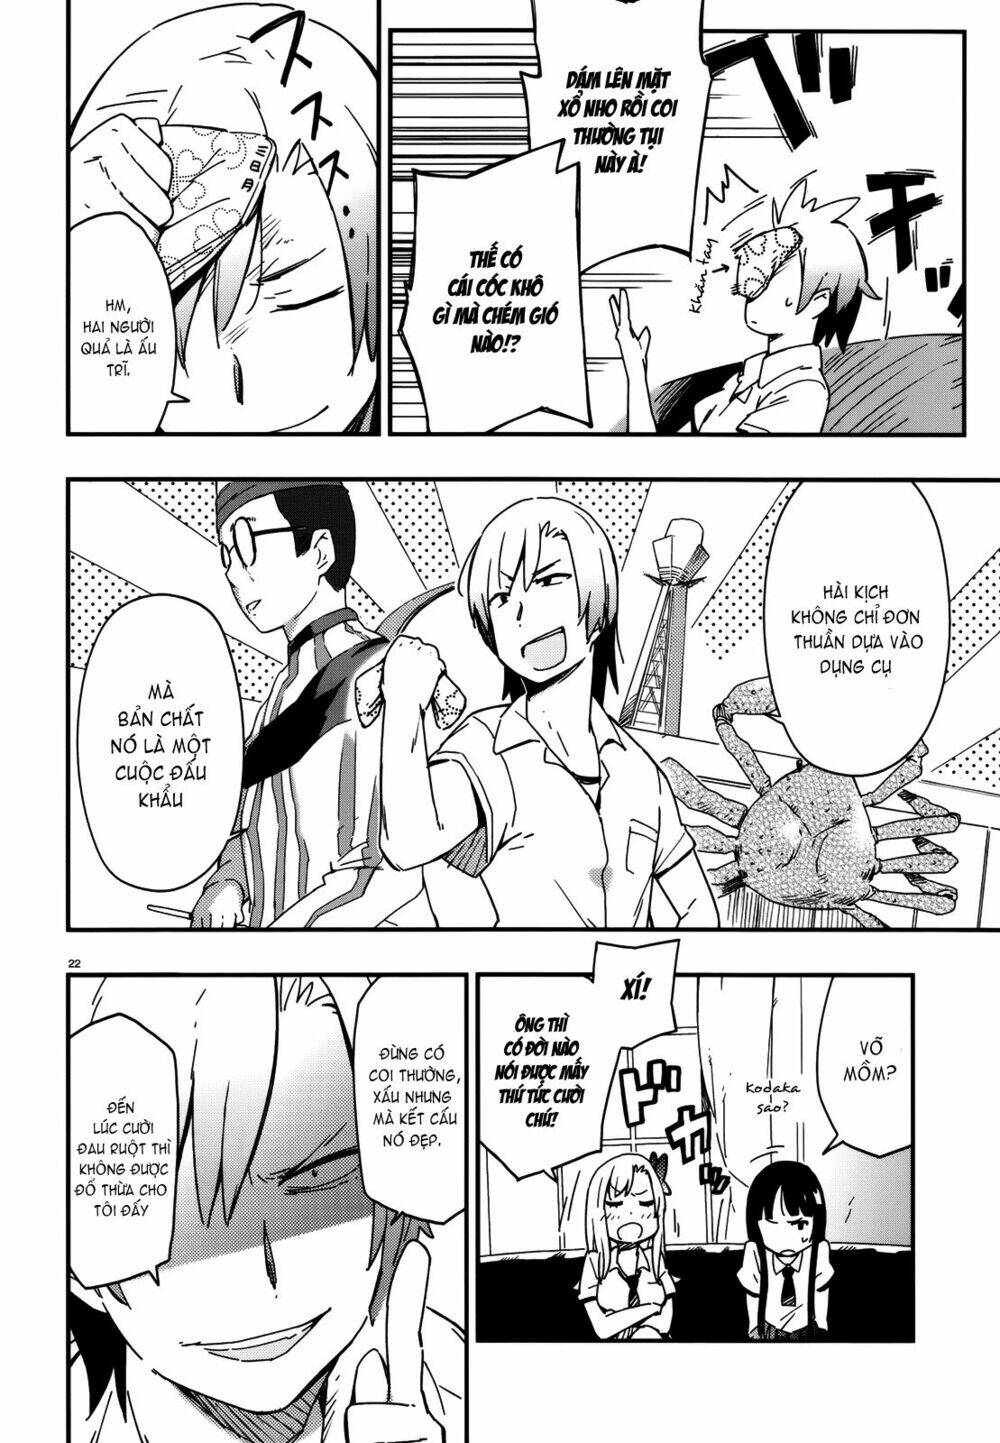 DÁM LÊN MẶT
XỔ NHO RỒI COI
THƯỜNG TỤI
NÀY À!
THẾ CÓ
CÁI CỐC KHÔ
GÌ MÀ CHÉM GIÓ
NÀO!?
Khăn tay
HM,
HAI NGƯỜI
QUẢ LÀ ẤU
TRĨ.
HÀI KỊCH
KHÔNG CHỈ ĐƠN
THUẦN DỰA VÀO
DỤNG CỤ
MÀ
BẢN CHẤT
NÓ LÀ MỘT
CUỘC ĐẤU
KHẨU
22
VÕ
MỒM?
Kodaka
sao?
XÍ!
ÔNG THÌ
CÓ ĐỜI NÀO
NÓI ĐƯỢC MẤY
THỨ TỨC CƯỜI
CHỨ!
ドカッ
ĐỪNG CÓ
COI THƯỜNG,
XẤU NHƯNG
MÀ KẾT CẤU
NÓ ĐẸP.
ĐẾN
LÚC CƯỜI
ĐAU RUỘT THÌ
KHÔNG ĐƯỢC
ĐỔ THỪA CHO
TÔI ĐẤY